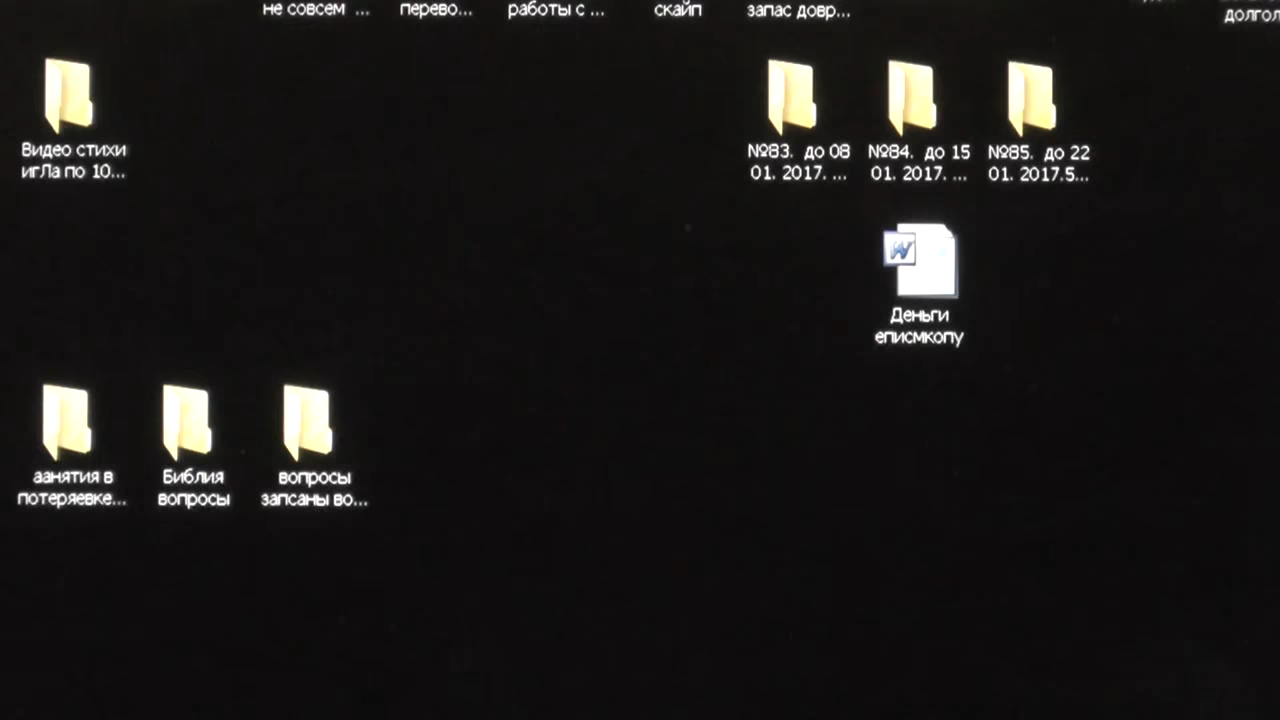 не совсем ...
перево...
работы с ...
скайп
запас довр...
долгол
Видео стихи
игЛа по 10...
№83. до 08
01. 2017. ...
№84. до 15
01. 2017. ...
№85. до 22
01. 2017.5...
Деньги
еписмкопу
аанятия в
потеряевке...
Библия
вопросы
вопросы
запсаны во...